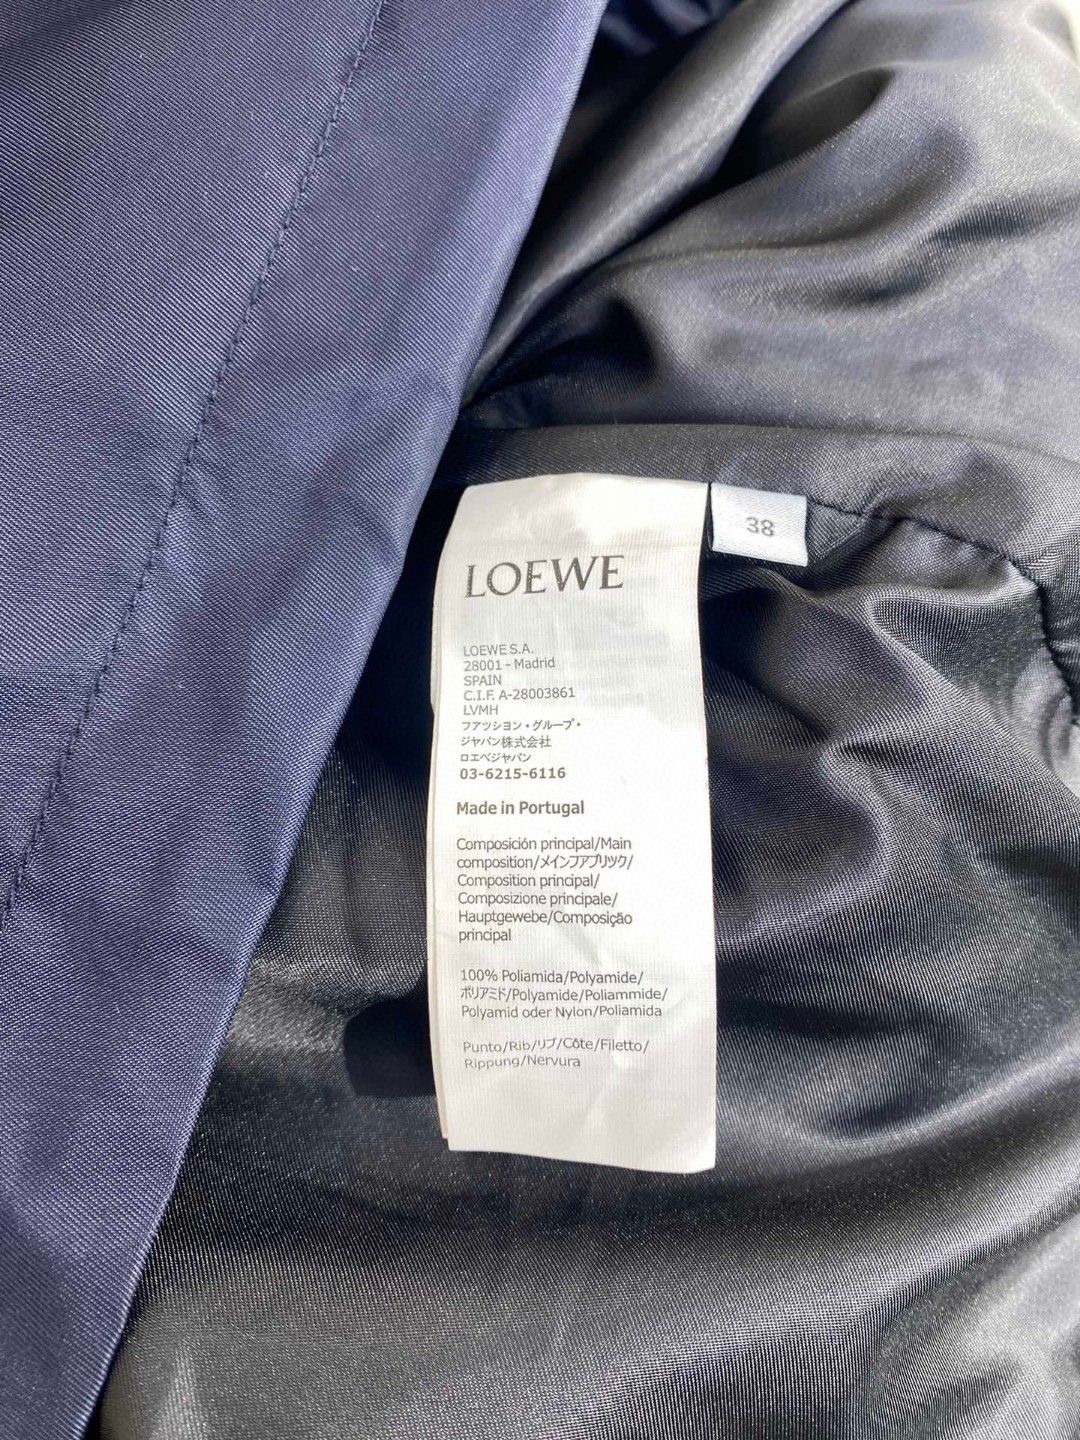 LOEWE
38
LOEWE S.A.
28001 - Madrid
SPAIN
C.I.F. A-28003861
LVMH
ファッション・グループ・
ジャパン株式会社
ロエベジャパン
03-6215-6116
Made in Portugal
Composición principal/Main
composition/メインファブリック/
Composition principal/
Composizione principale/
Hauptgewebe/Composição
principal
100% Poliamida/Polyamide/
ポリアミド/Polyamide/Poliammide/
Polyamid oder Nylon/Poliamida
Punto/Rib/リブ/Côte/Filetto/
Rippung/Nervura